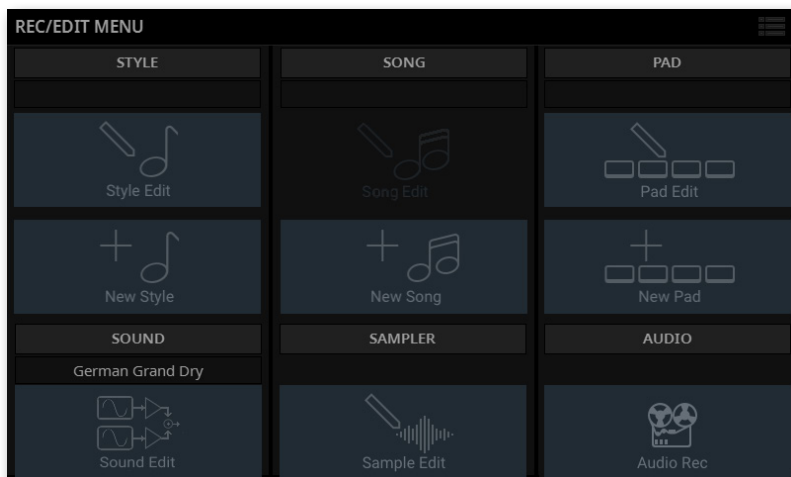 REC/EDIT MENU
STYLE
SONG
PAD
Style Edit
Song Edit
Pad Edit
New Style
New Song
New Pad
SOUND
SAMPLER
AUDIO
German Grand Dry
Sound Edit
Sample Edit
Audio Rec